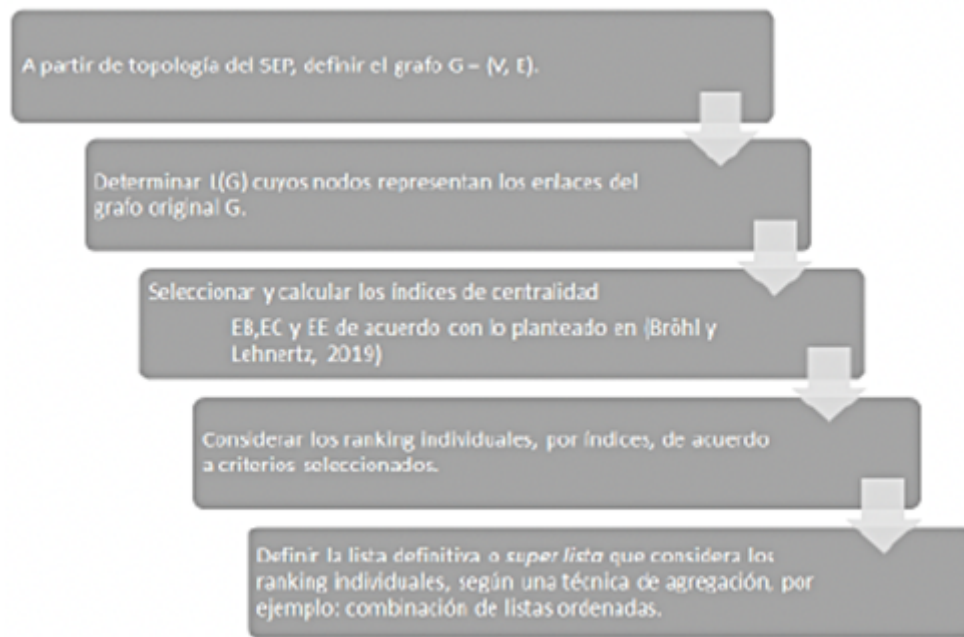 A partir de topología del SEP, definir el grafo G – (V, E).
Determinar L(G) cuyos nodos representan los enlaces del
grafo original G.
Seleccionar y calcular los índices de centralidad
EB,EC y EE de acuerdo con lo planteado en (Bröhl y
Lehnertz, 2019)
Considerar los ranking individuales, por índices, de acuerdo
a criterios seleccionados.
Definir la lista definitiva o super lista que considera los
ranking individuales, según una técnica de agregación, por
ejemplo: combinación de listas ordenadas.